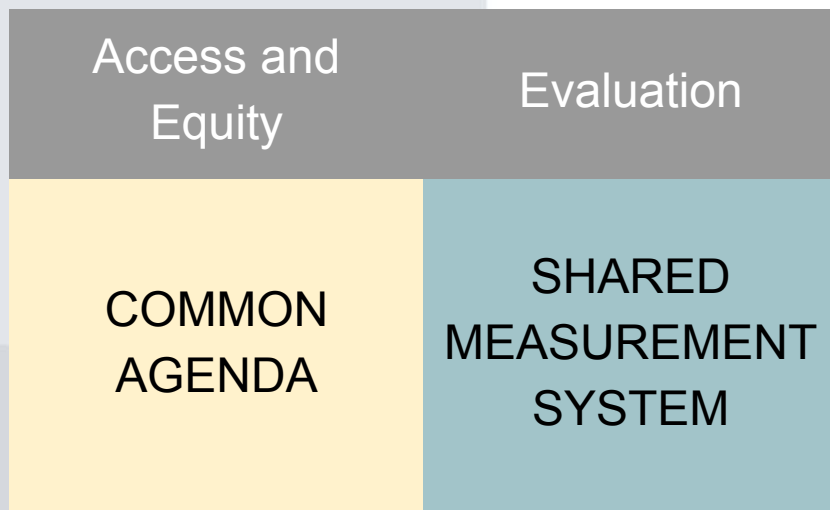 Access and
Equity
Evaluation
COMMON
AGENDA
SHARED
MEASUREMENT
SYSTEM